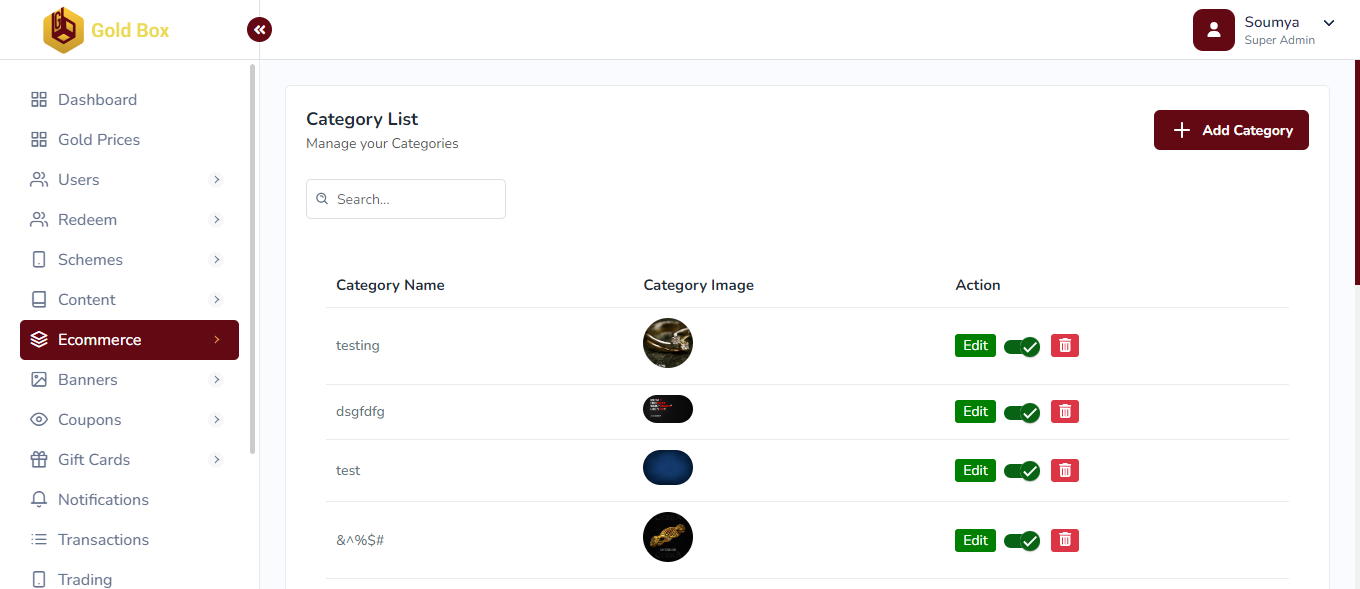 Gold Box
Soumya
Super Admin
Dashboard
Gold Prices
Users
Redeem
Schemes
Content
Ecommerce
Banners
Coupons
Gift Cards
Notifications
Transactions
Trading
Category List
Manage your Categories
Add Category
Search...
Category Name Category Image Action
testing Edit
dsgfdfg Edit
test Edit
&^%$# Edit